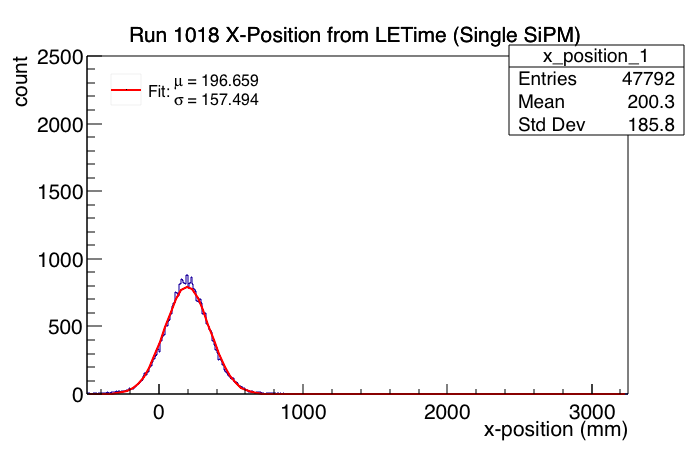 Run 1018 X-Position from LETime (Single SiPM)
x_position_1
Entries 47792
Mean 200.3
Std Dev 185.8
Fit: μ = 196.659
σ = 157.494
count
2500
2000
1500
1000
500
0
0 1000 2000 3000
x-position (mm)